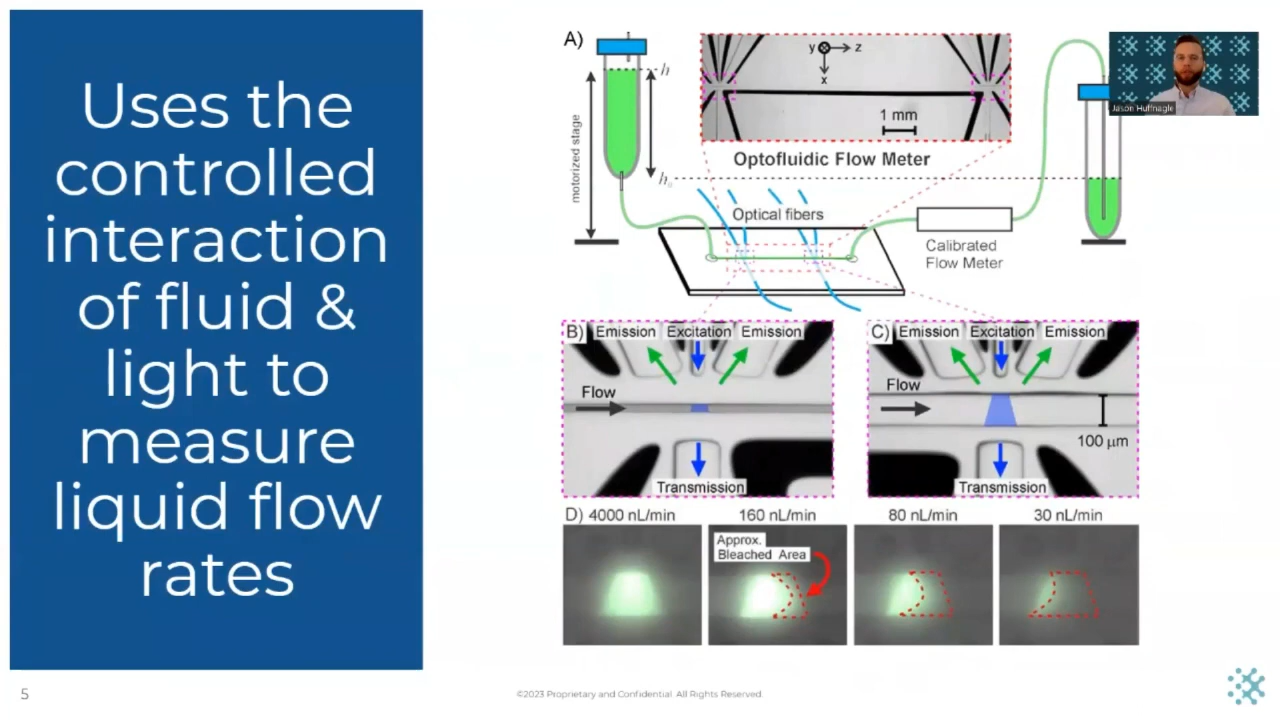 Uses the
controlled
interaction
of fluid &
light to
measure
liquid flow
rates
A)
h
motorized stage
h₀
y z
x
1 mm
Optofluidic Flow Meter
Optical fibers
Calibrated
Flow Meter
Jason Huffnagle
B) Emission Excitation Emission
Flow
Transmission
C) Emission Excitation Emission
Flow
100 μm
Transmission
D) 4000 nL/min 160 nL/min 80 nL/min 30 nL/min
Approx.
Bleached Area
5
©2023 Proprietary and Confidential All Rights Reserved.